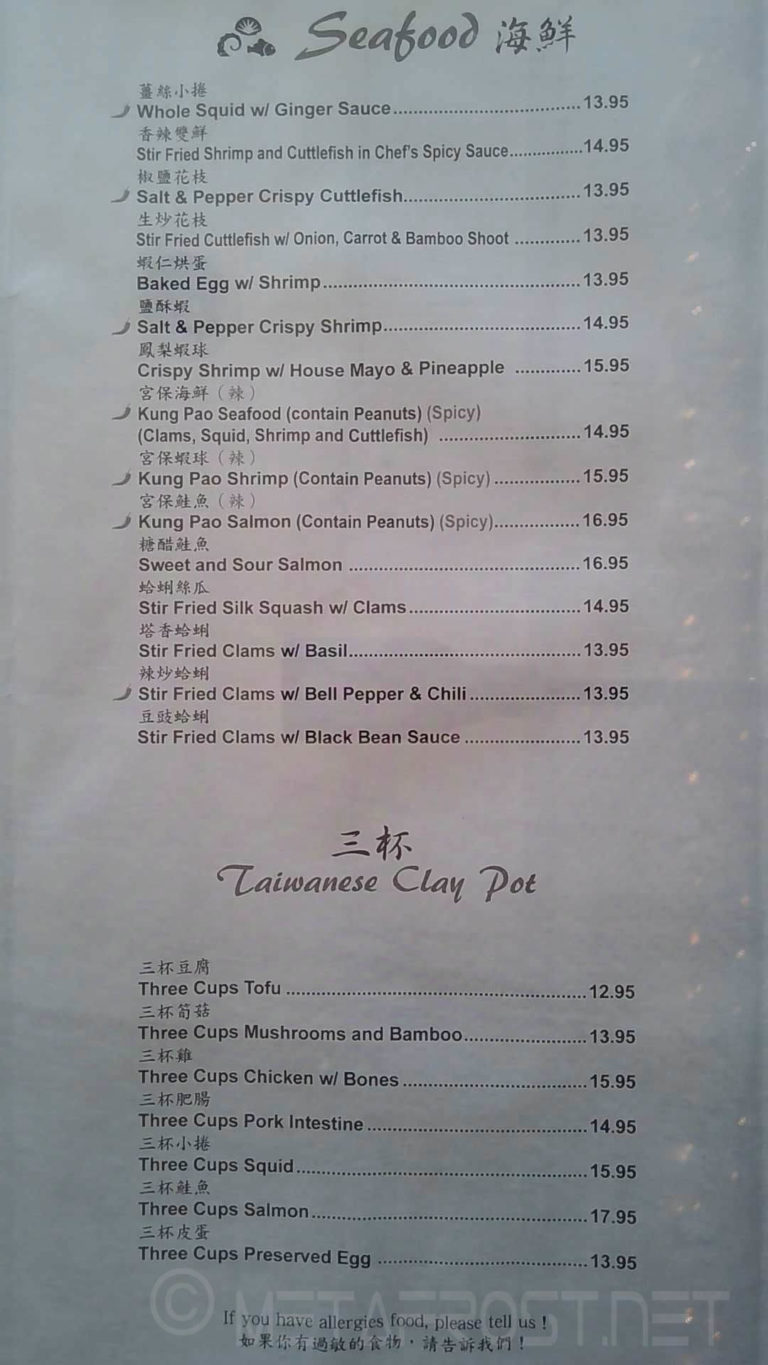 Seafood 海鮮
薑絲小捲
Whole Squid w/ Ginger Sauce....................................13.95
香辣雙鮮
Stir Fried Shrimp and Cuttlefish in Chef's Spicy Sauce................14.95
椒鹽花枝
Salt & Pepper Crispy Cuttlefish..................................13.95
生炒花枝
Stir Fried Cuttlefish w/ Onion, Carrot & Bamboo Shoot .............13.95
蝦仁烘蛋
Baked Egg w/ Shrimp.................................................13.95
鹽酥蝦
Salt & Pepper Crispy Shrimp......................................14.95
鳳梨蝦球
Crispy Shrimp w/ House Mayo & Pineapple .............15.95
宮保海鮮（辣）
Kung Pao Seafood (contain Peanuts) (Spicy)
(Clams, Squid, Shrimp and Cuttlefish) ...........................14.95
宮保蝦球（辣）
Kung Pao Shrimp (Contain Peanuts) (Spicy) .................15.95
宮保鮭魚（辣）
Kung Pao Salmon (Contain Peanuts) (Spicy).................16.95
糖醋鮭魚
Sweet and Sour Salmon ............................................16.95
蛤蜊絲瓜
Stir Fried Silk Squash w/ Clams.................................14.95
塔香蛤蜊
Stir Fried Clams w/ Basil............................................13.95
辣炒蛤蜊
Stir Fried Clams w/ Bell Pepper & Chili .....................13.95
豆豉蛤蜊
Stir Fried Clams w/ Black Bean Sauce ......................13.95
三杯
Taiwanese Clay Pot
三杯豆腐
Three Cups Tofu .........................................................12.95
三杯筍菇
Three Cups Mushrooms and Bamboo.......................13.95
三杯雞
Three Cups Chicken w/ Bones ...................................15.95
三杯肥腸
Three Cups Pork Intestine ..........................................14.95
三杯小捲
Three Cups Squid.......................................................15.95
三杯鮭魚
Three Cups Salmon....................................................17.95
三杯皮蛋
Three Cups Preserved Egg ........................................13.95
If you have allergies food, please tell us !
如果你有過敏的食物，請告訴我們！